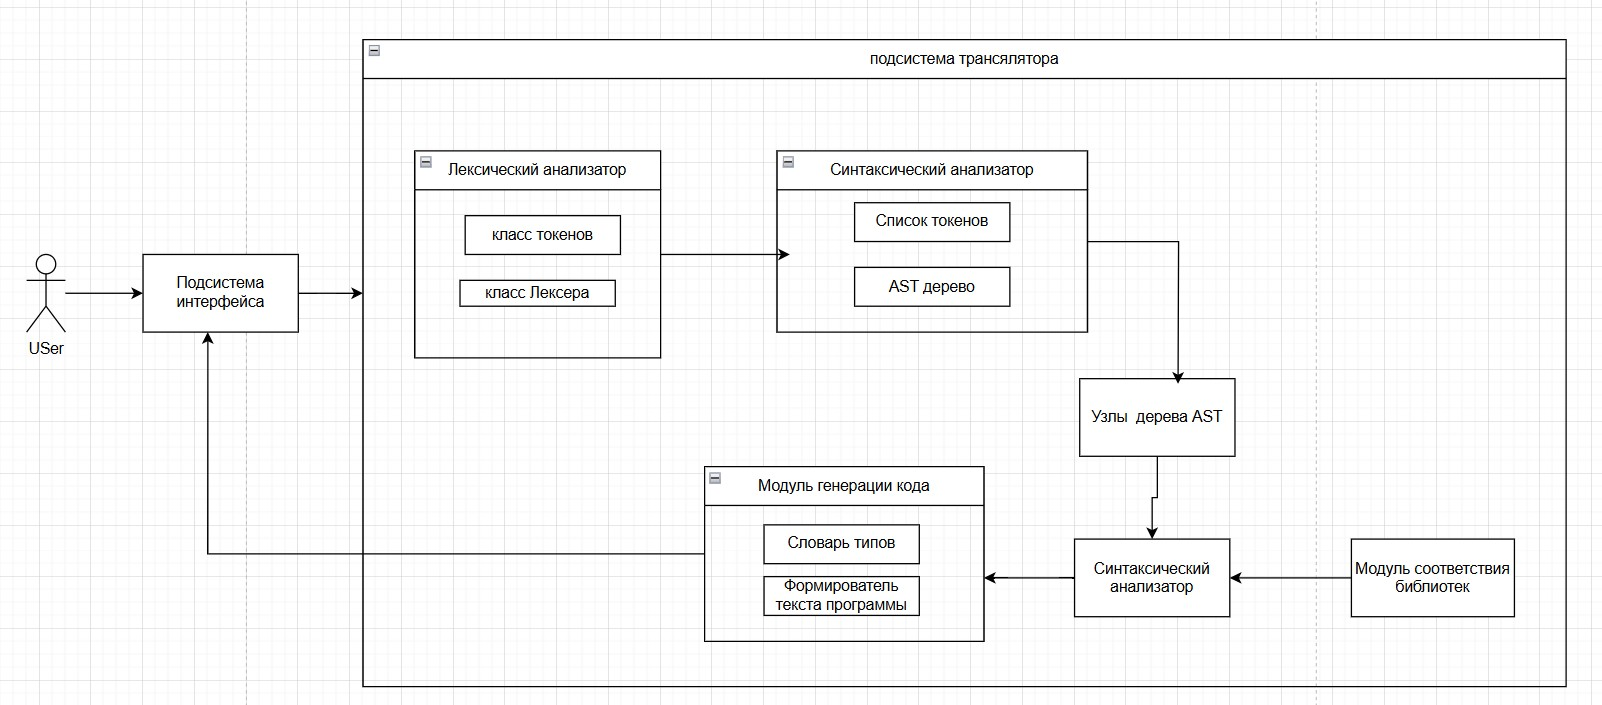 подсистема трансялятора
Лексический анализатор
класс токенов
класс Лексера
Синтаксический анализатор
Список токенов
AST дерево
Подсистема
интерфейса
USer
Узлы дерева AST
Модуль генерации кода
Словарь типов
Формирователь
текста программы
Синтаксический
анализатор
Модуль соответствия
библиотек